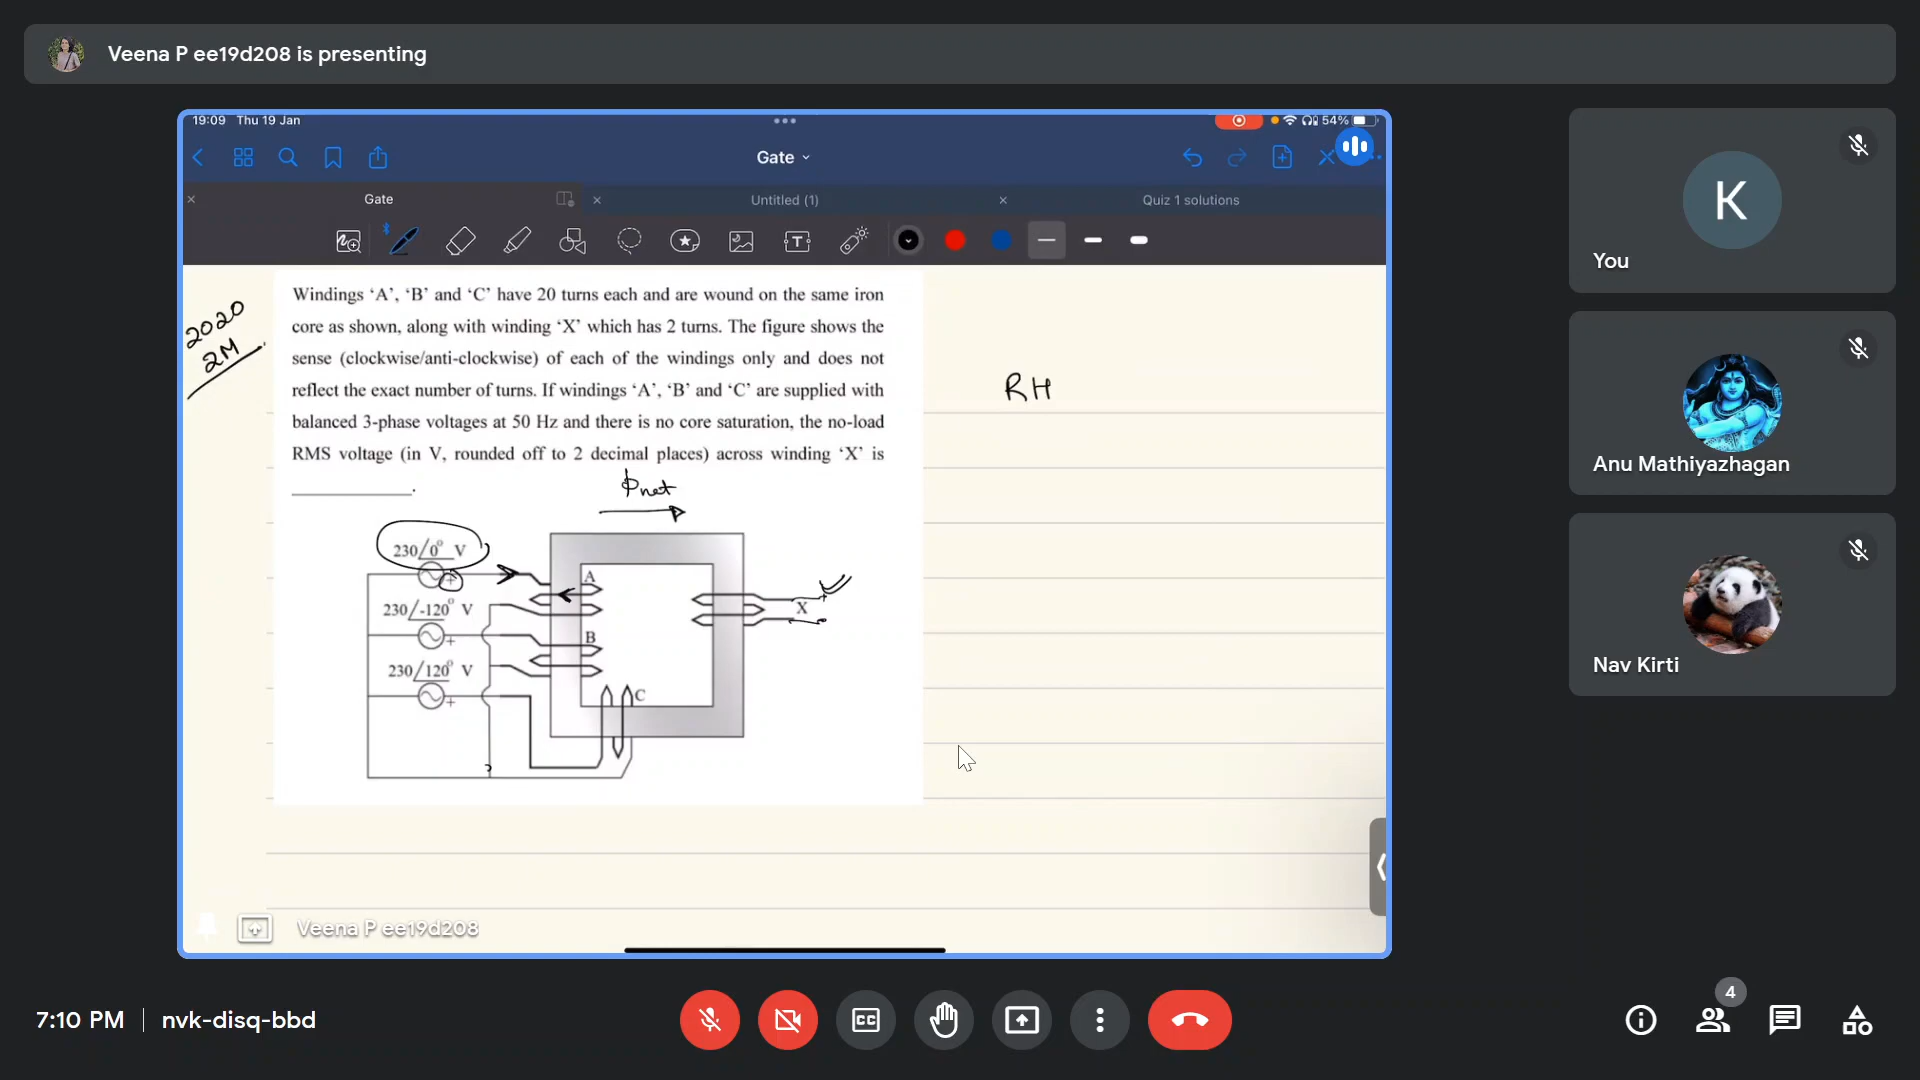 Veena P ee19d208 is presenting
19:09 Thu 19 Jan
54%
Gate
Gate
Untitled (1)
Quiz 1 solutions
2020
2M
Windings ‘A’, ‘B’ and ‘C’ have 20 turns each and are wound on the same iron
core as shown, along with winding ‘X’ which has 2 turns. The figure shows the
sense (clockwise/anti-clockwise) of each of the windings only and does not
reflect the exact number of turns. If windings ‘A’, ‘B’ and ‘C’ are supplied with
balanced 3-phase voltages at 50 Hz and there is no core saturation, the no-load
RMS voltage (in V, rounded off to 2 decimal places) across winding ‘X’ is
____________.
RH
ϕnet
230/0° V
+
A
230/-120° V
+
X
B
230/120° V
+
C
Veena P ee19d208
K
You
Anu Mathiyazhagan
Nav Kirti
7:10 PM | nvk-disq-bbd
CC
4